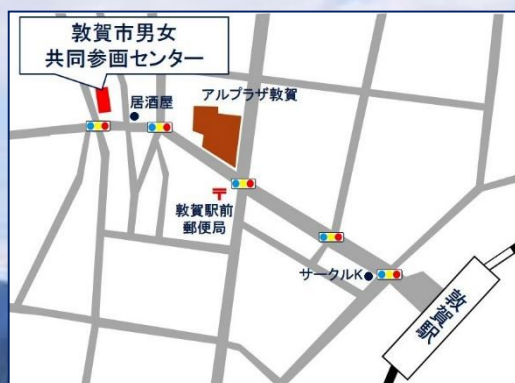 敦賀市男女
共同参画センター
居酒屋
アルプラザ敦賀
〒
敦賀駅前
郵便局
サークルK
敦賀駅